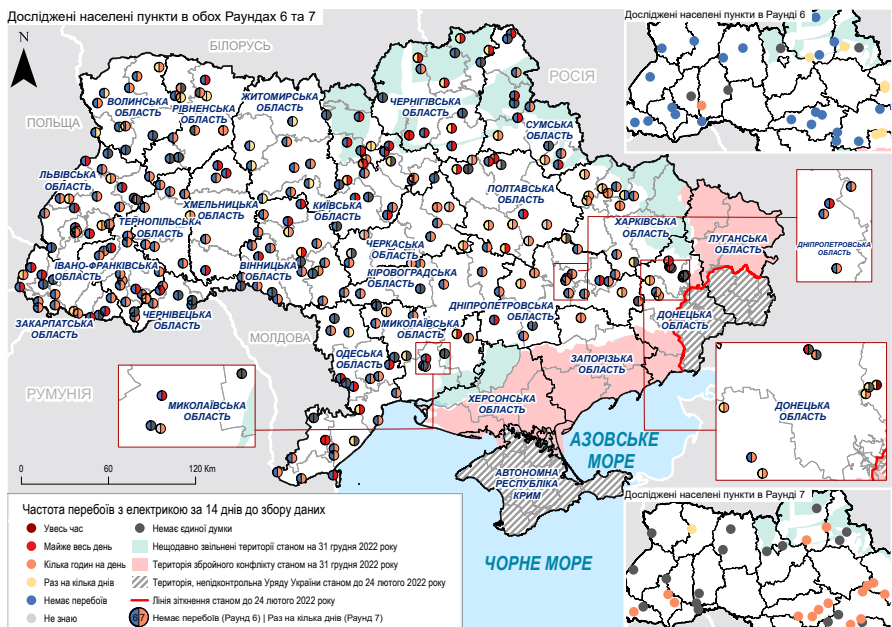 Досліджені населені пункти в обох Раундах 6 та 7
Досліджені населені пункти в Раунді 6
N
БІЛОРУСЬ
РОСІЯ
ПОЛЬЩА
ВОЛИНСЬКА
ОБЛАСТЬ
РІВНЕНСЬКА
ОБЛАСТЬ
ЖИТОМИРСЬКА
ОБЛАСТЬ
ЧЕРНІГІВСЬКА
ОБЛАСТЬ
СУМСЬКА
ОБЛАСТЬ
ЛЬВІВСЬКА
ОБЛАСТЬ
ТЕРНОПІЛЬСЬКА
ОБЛАСТЬ
ХМЕЛЬНИЦЬКА
ОБЛАСТЬ
КИЇВСЬКА
ОБЛАСТЬ
ПОЛТАВСЬКА
ОБЛАСТЬ
ХАРКІВСЬКА
ОБЛАСТЬ
ЛУГАНСЬКА
ОБЛАСТЬ
ДНІПРОПЕТРОВСЬКА
ОБЛАСТЬ
ІВАНО-ФРАНКІВСЬКА
ОБЛАСТЬ
ВІННИЦЬКА
ОБЛАСТЬ
ЧЕРКАСЬКА
ОБЛАСТЬ
КІРОВОГРАДСЬКА
ОБЛАСТЬ
ДНІПРОПЕТРОВСЬКА
ОБЛАСТЬ
ДОНЕЦЬКА
ОБЛАСТЬ
ЗАКАРПАТСЬКА
ОБЛАСТЬ
ЧЕРНІВЕЦЬКА
ОБЛАСТЬ
МОЛДОВА
МИКОЛАЇВСЬКА
ОБЛАСТЬ
ОДЕСЬКА
ОБЛАСТЬ
ЗАПОРІЗЬКА
ОБЛАСТЬ
ХЕРСОНСЬКА
ОБЛАСТЬ
РУМУНІЯ
МИКОЛАЇВСЬКА
ОБЛАСТЬ
ДОНЕЦЬКА
ОБЛАСТЬ
АЗОВСЬКЕ
МОРЕ
АВТОНОМНА
РЕСПУБЛІКА
КРИМ
ЧОРНЕ МОРЕ
0 60 120 Km
Досліджені населені пункти в Раунді 7
Частота перебоїв з електрикою за 14 днів до збору даних
Увесь час
Майже весь день
Кілька годин на день
Раз на кілька днів
Немає перебоїв
Не знаю
Немає єдиної думки
Нещодавно звільнені території станом на 31 грудня 2022 року
Територія збройного конфлікту станом на 31 грудня 2022 року
Територія, непідконтрольна Уряду України станом до 24 лютого 2022 року
Лінія зіткнення станом до 24 лютого 2022 року
6 7 Немає перебоїв (Раунд 6) | Раз на кілька днів (Раунд 7)